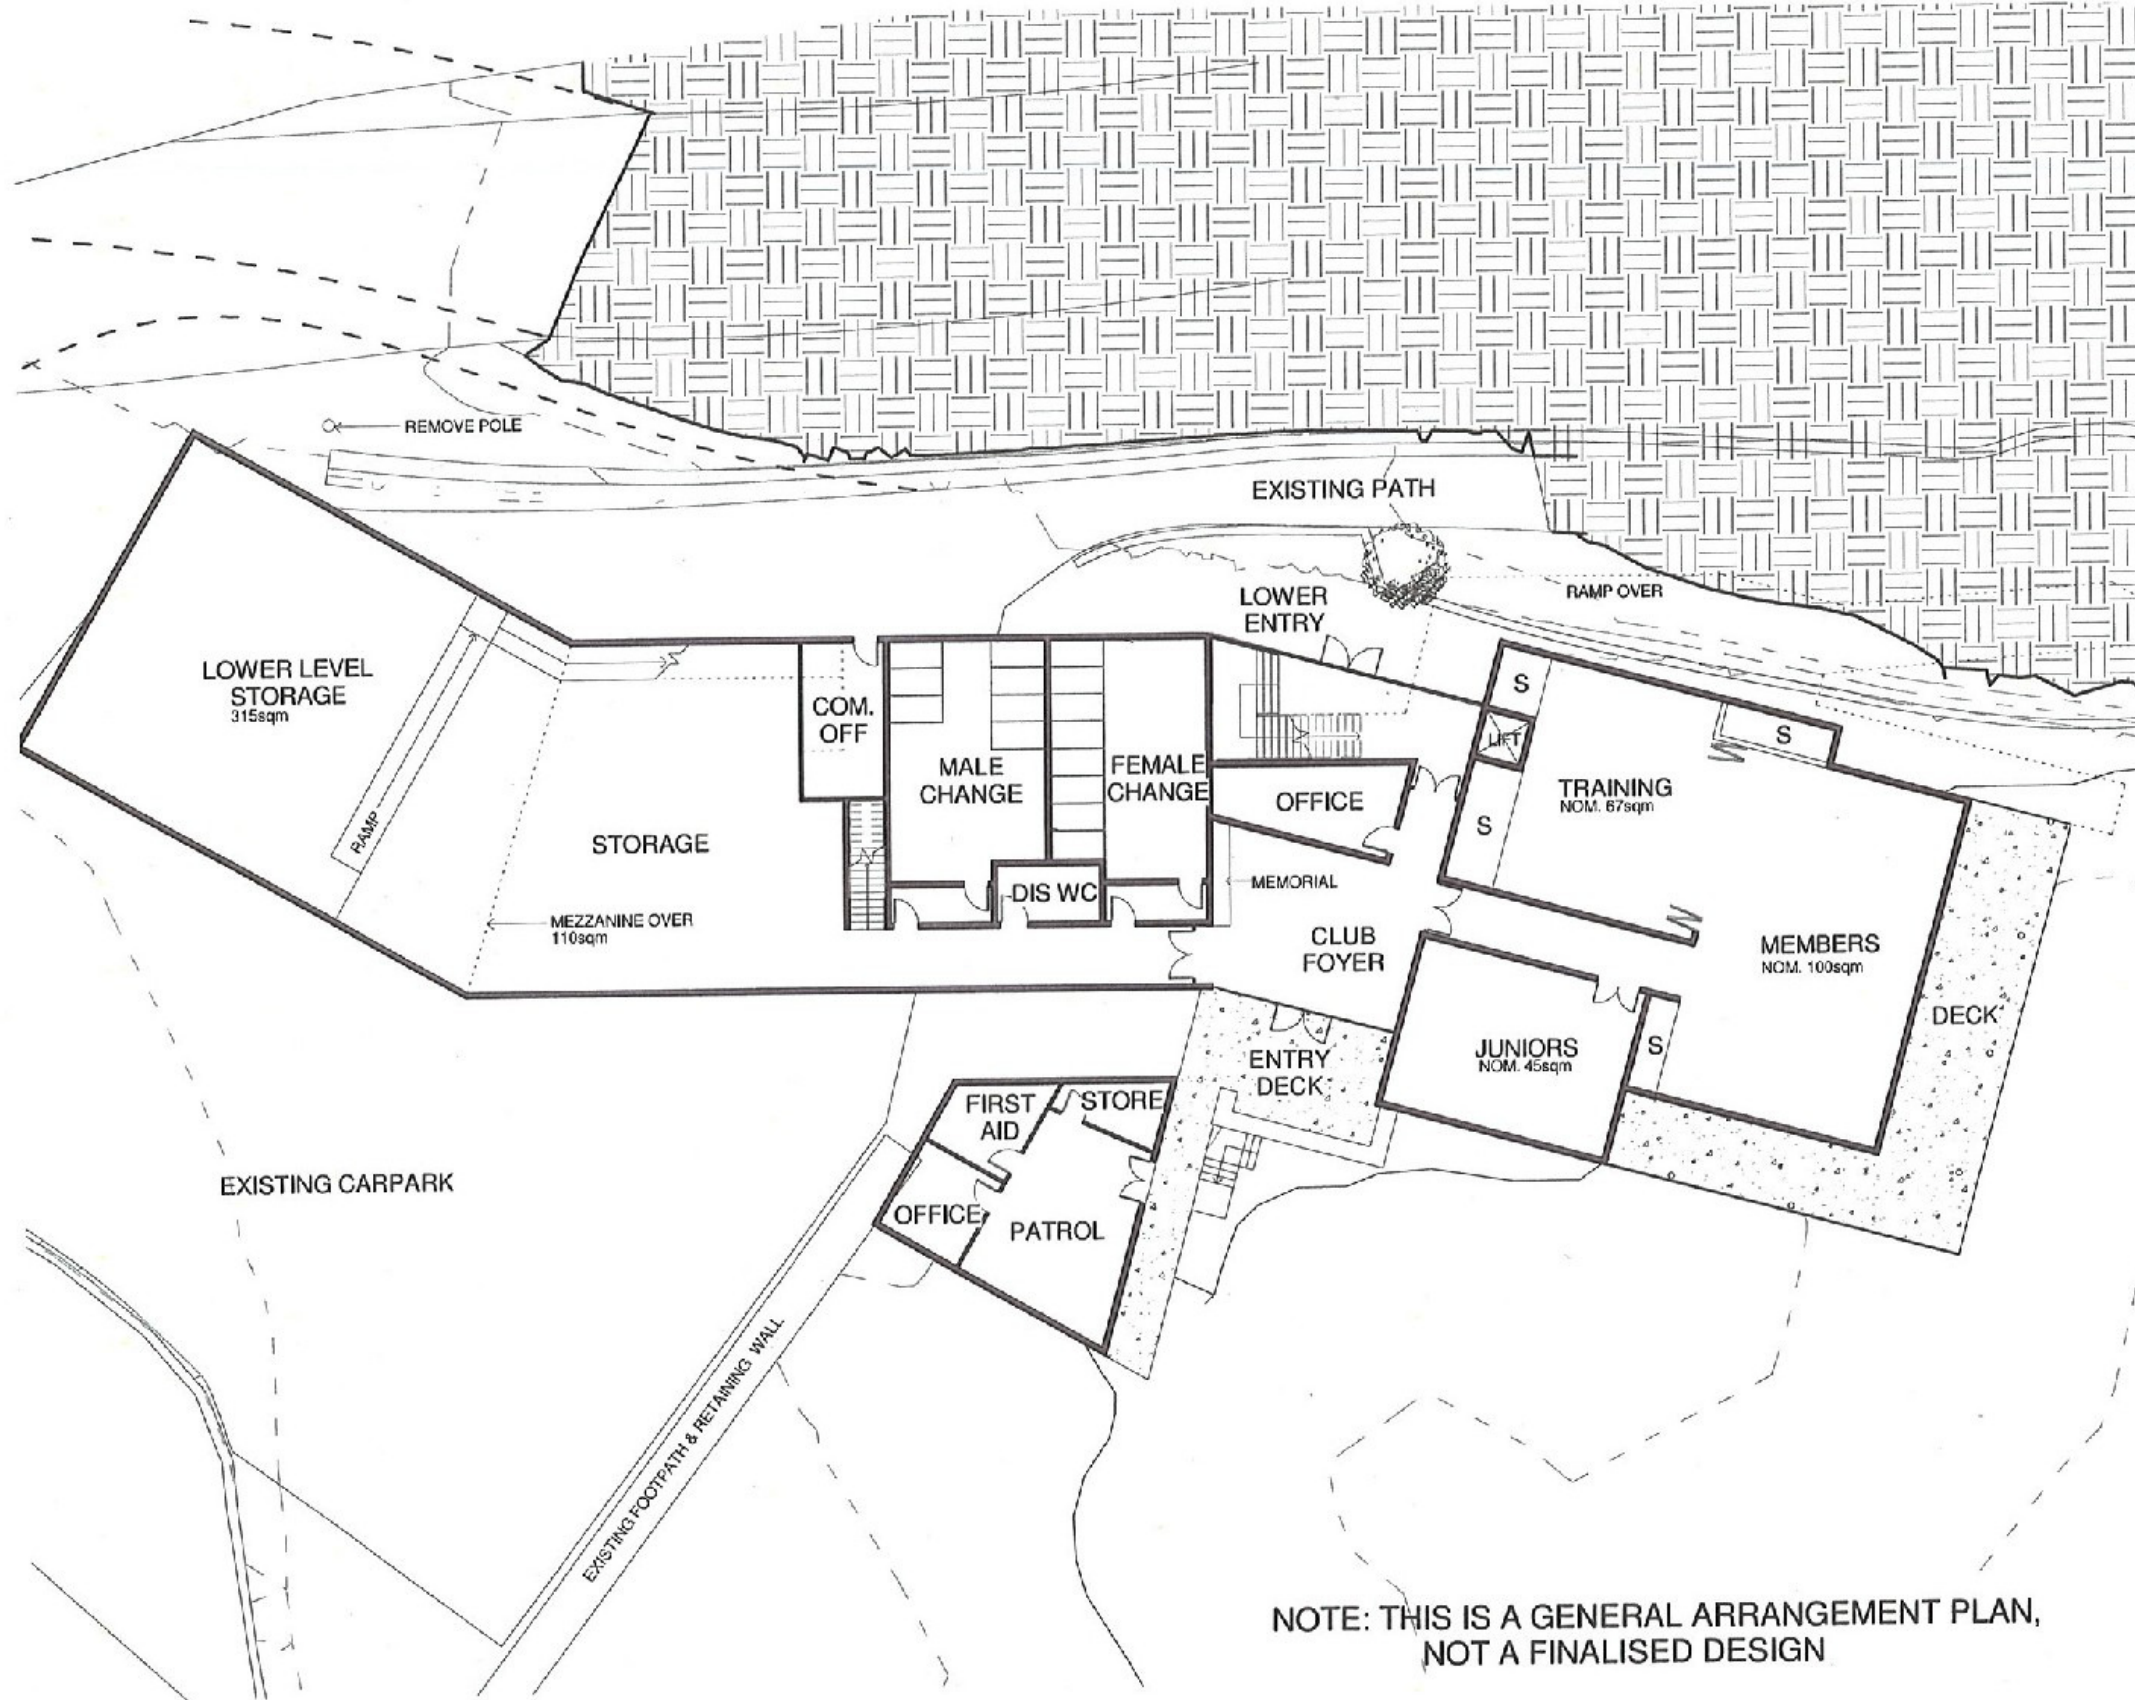 REMOVE POLE
EXISTING PATH
LOWER
ENTRY
RAMP OVER
LOWER LEVEL
STORAGE
315sqm
RAMP
COM.
OFF
MALE
CHANGE
FEMALE
CHANGE
OFFICE
S
LIFT
S
S
TRAINING
NOM. 67sqm
STORAGE
MEZZANINE OVER
110sqm
DIS WC
MEMORIAL
CLUB
FOYER
MEMBERS
NOM. 100sqm
DECK
JUNIORS
NOM. 45sqm
S
ENTRY
DECK
FIRST
AID
STORE
OFFICE
PATROL
EXISTING CARPARK
EXISTING FOOTPATH & RETAINING WALL
NOTE: THIS IS A GENERAL ARRANGEMENT PLAN,
NOT A FINALISED DESIGN